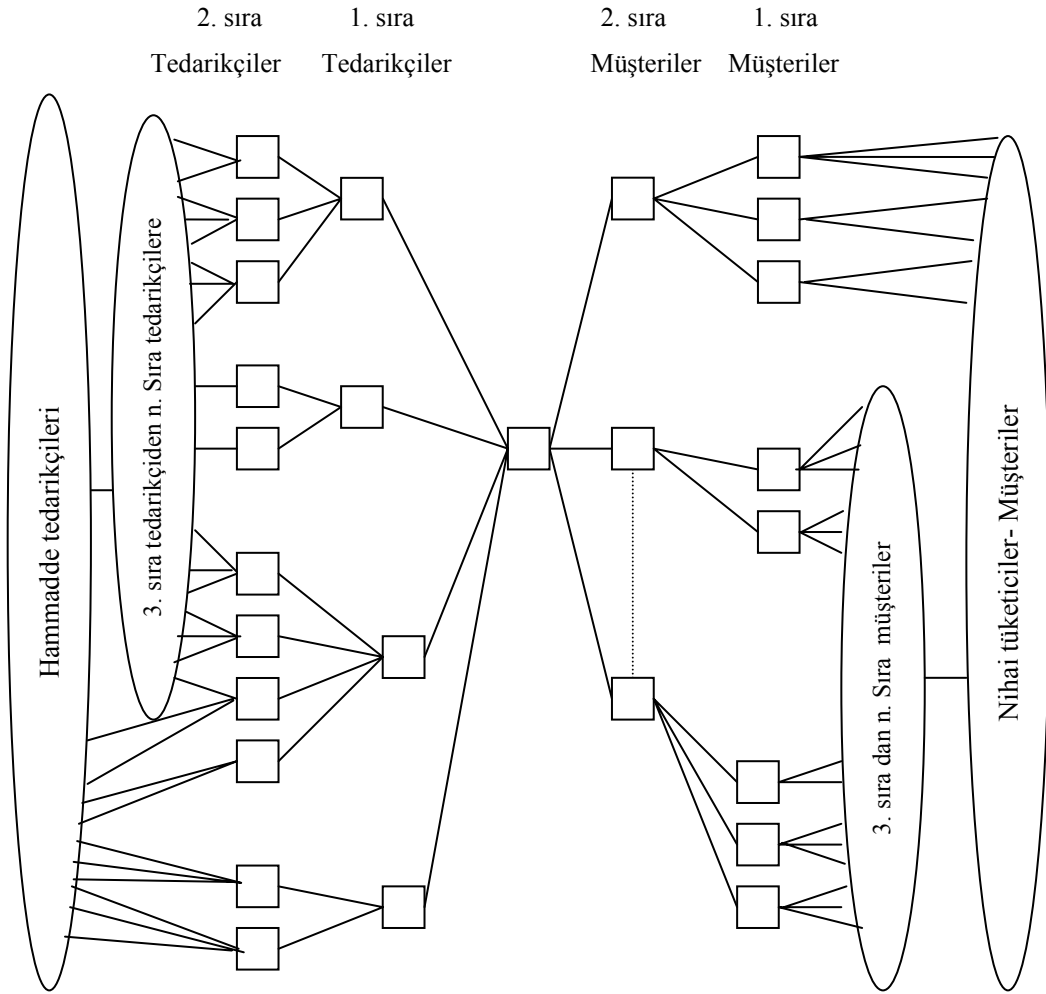 2. sıra
Tedarikçiler
1. sıra
Tedarikçiler
2. sıra
Müşteriler
1. sıra
Müşteriler
Hammadde tedarikçileri
3. sıra tedarikçiden n. Sıra tedarikçilere
3. sıra dan n. Sıra müşteriler
Nihai tüketiciler- Müşteriler